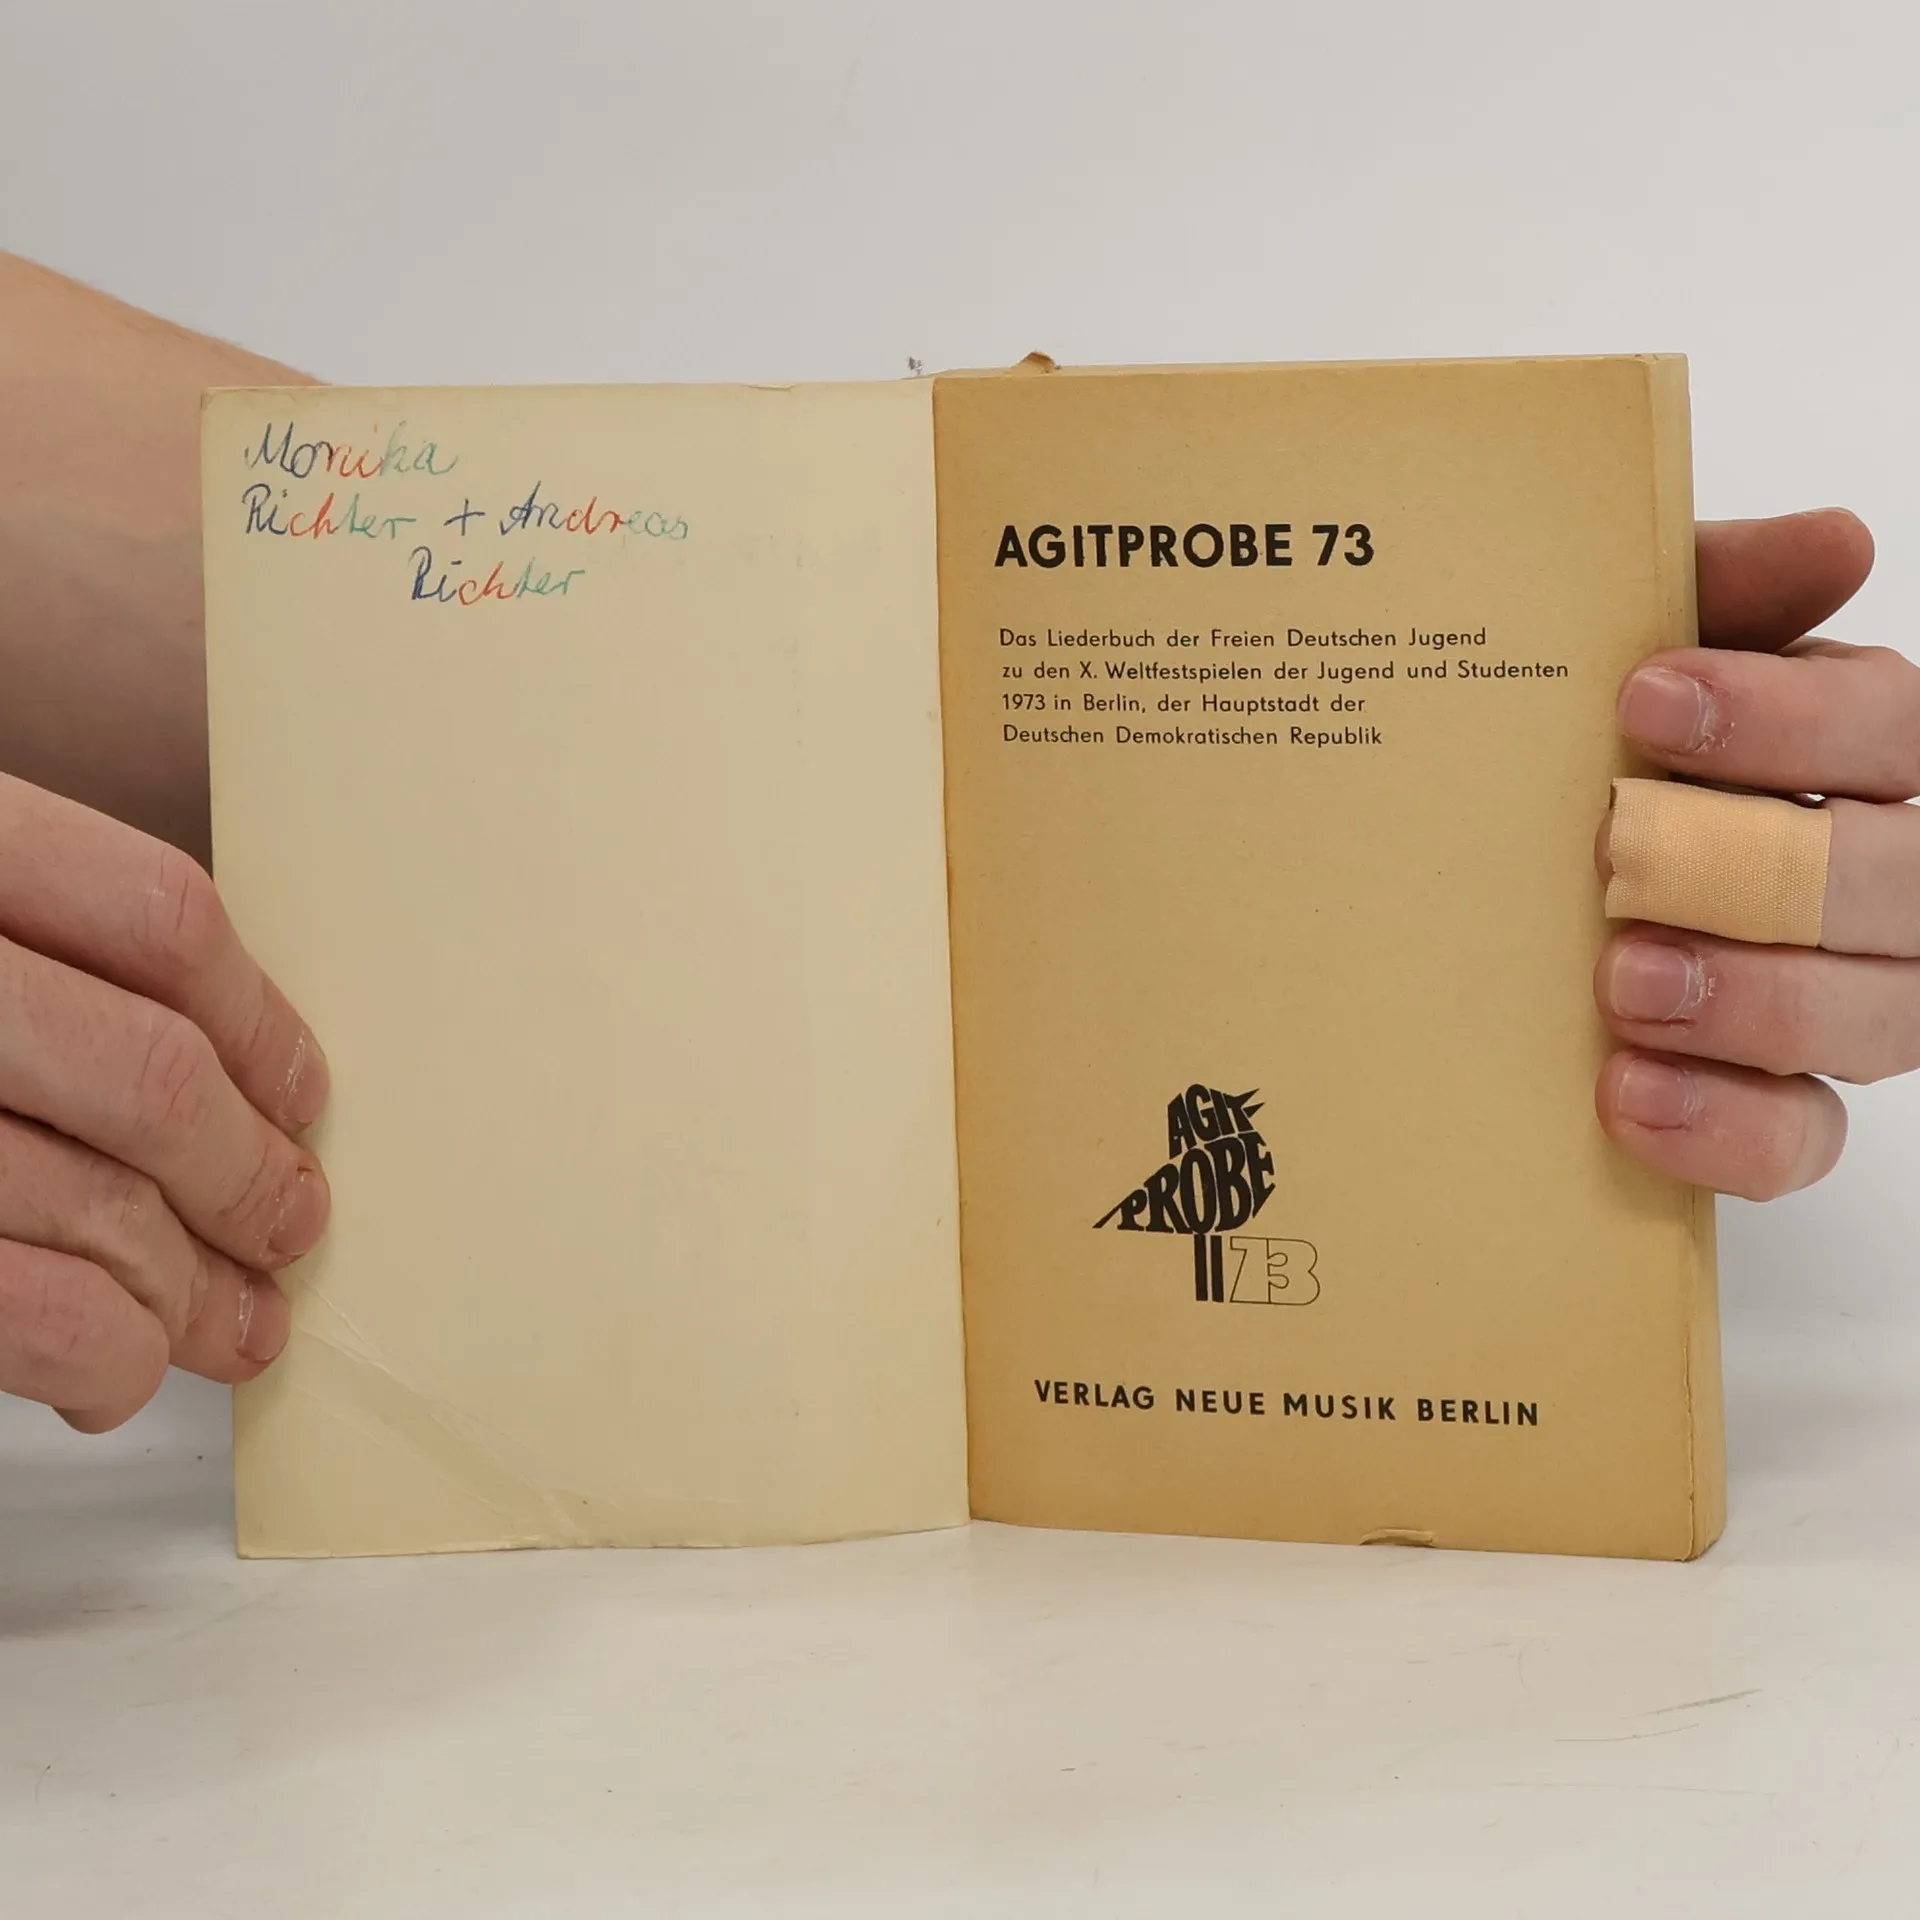 Monika
Richter + Andreas
Richter
AGITPROBE 73
Das Liederbuch der Freien Deutschen Jugend
zu den X. Weltfestspielen der Jugend und Studenten
1973 in Berlin, der Hauptstadt der
Deutschen Demokratischen Republik
AGIT-
PROBE
73
VERLAG NEUE MUSIK BERLIN